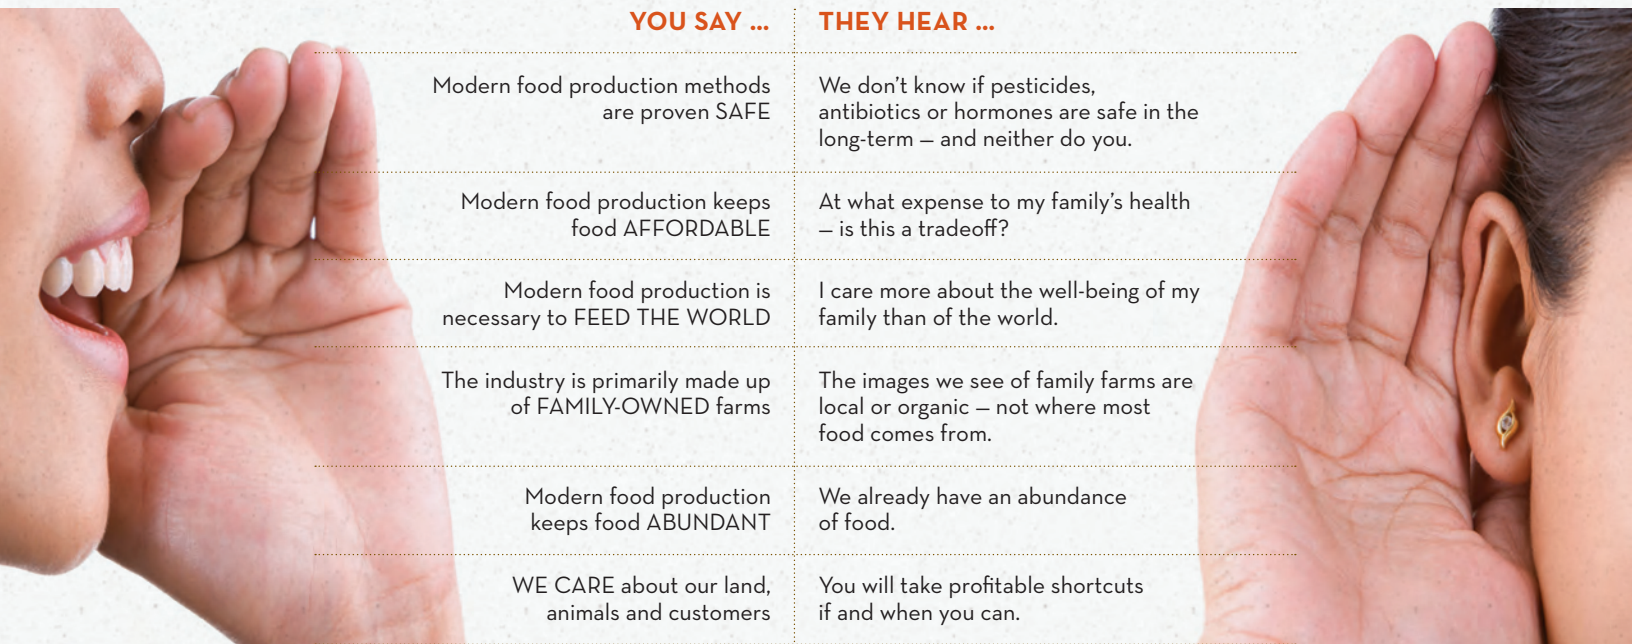 YOU SAY ...
THEY HEAR ...
Modern food production methods
are proven SAFE
We don't know if pesticides,
antibiotics or hormones are safe in the
long-term — and neither do you.
Modern food production keeps
food AFFORDABLE
At what expense to my family's health
— is this a tradeoff?
Modern food production is
necessary to FEED THE WORLD
I care more about the well-being of my
family than of the world.
The industry is primarily made up
of FAMILY-OWNED farms
The images we see of family farms are
local or organic — not where most
food comes from.
Modern food production
keeps food ABUNDANT
We already have an abundance
of food.
WE CARE about our land,
animals and customers
You will take profitable shortcuts
if and when you can.